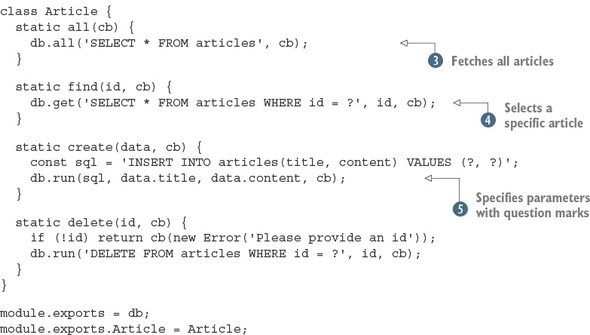 class Article {
  static all(cb) {
    db.all('SELECT * FROM articles', cb);
  }
3 Fetches all articles
  static find(id, cb) {
    db.get('SELECT * FROM articles WHERE id = ?', id, cb);
  }
4 Selects a
specific article
  static create(data, cb) {
    const sql = 'INSERT INTO articles(title, content) VALUES (?, ?)';
    db.run(sql, data.title, data.content, cb);
  }
5 Specifies parameters
with question marks
  static delete(id, cb) {
    if (!id) return cb(new Error('Please provide an id'));
    db.run('DELETE FROM articles WHERE id = ?', id, cb);
  }
}
module.exports = db;
module.exports.Article = Article;